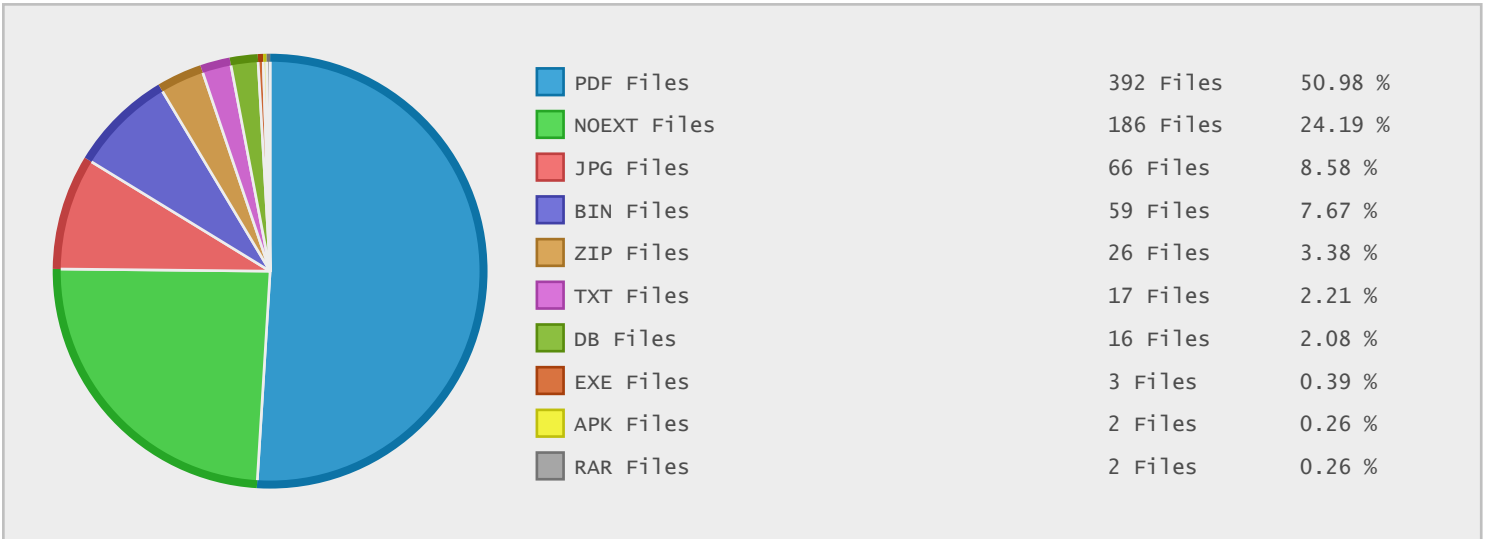 PDF Files 392 Files 50.98 %
NOEXT Files 186 Files 24.19 %
JPG Files 66 Files 8.58 %
BIN Files 59 Files 7.67 %
ZIP Files 26 Files 3.38 %
TXT Files 17 Files 2.21 %
DB Files 16 Files 2.08 %
EXE Files 3 Files 0.39 %
APK Files 2 Files 0.26 %
RAR Files 2 Files 0.26 %